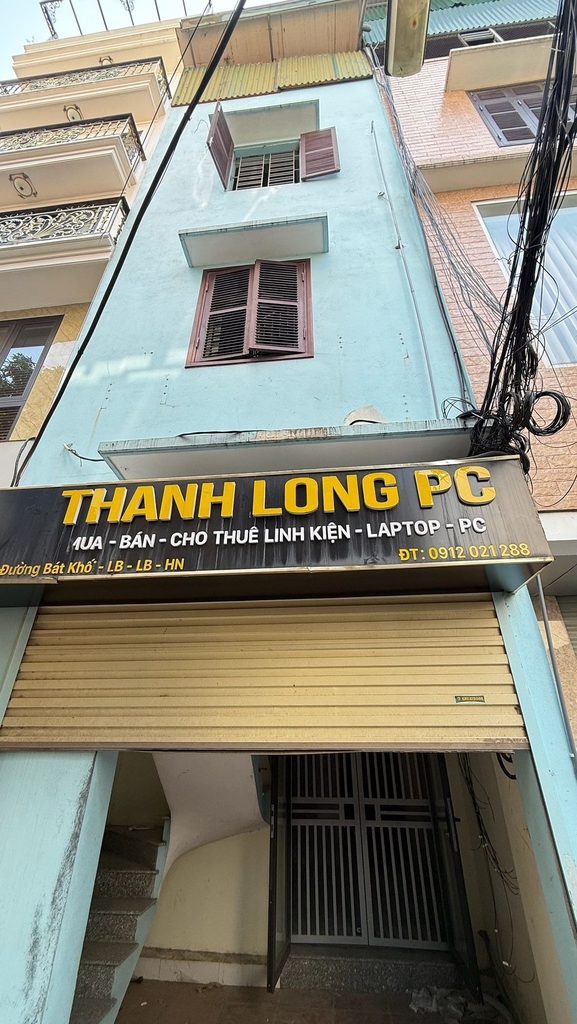 THANH LONG PC
MUA - BÁN - CHO THUÊ LINH KIỆN - LAPTOP - PC
Đường Bát Khố - LB - LB - HN
ĐT: 0912 021 288